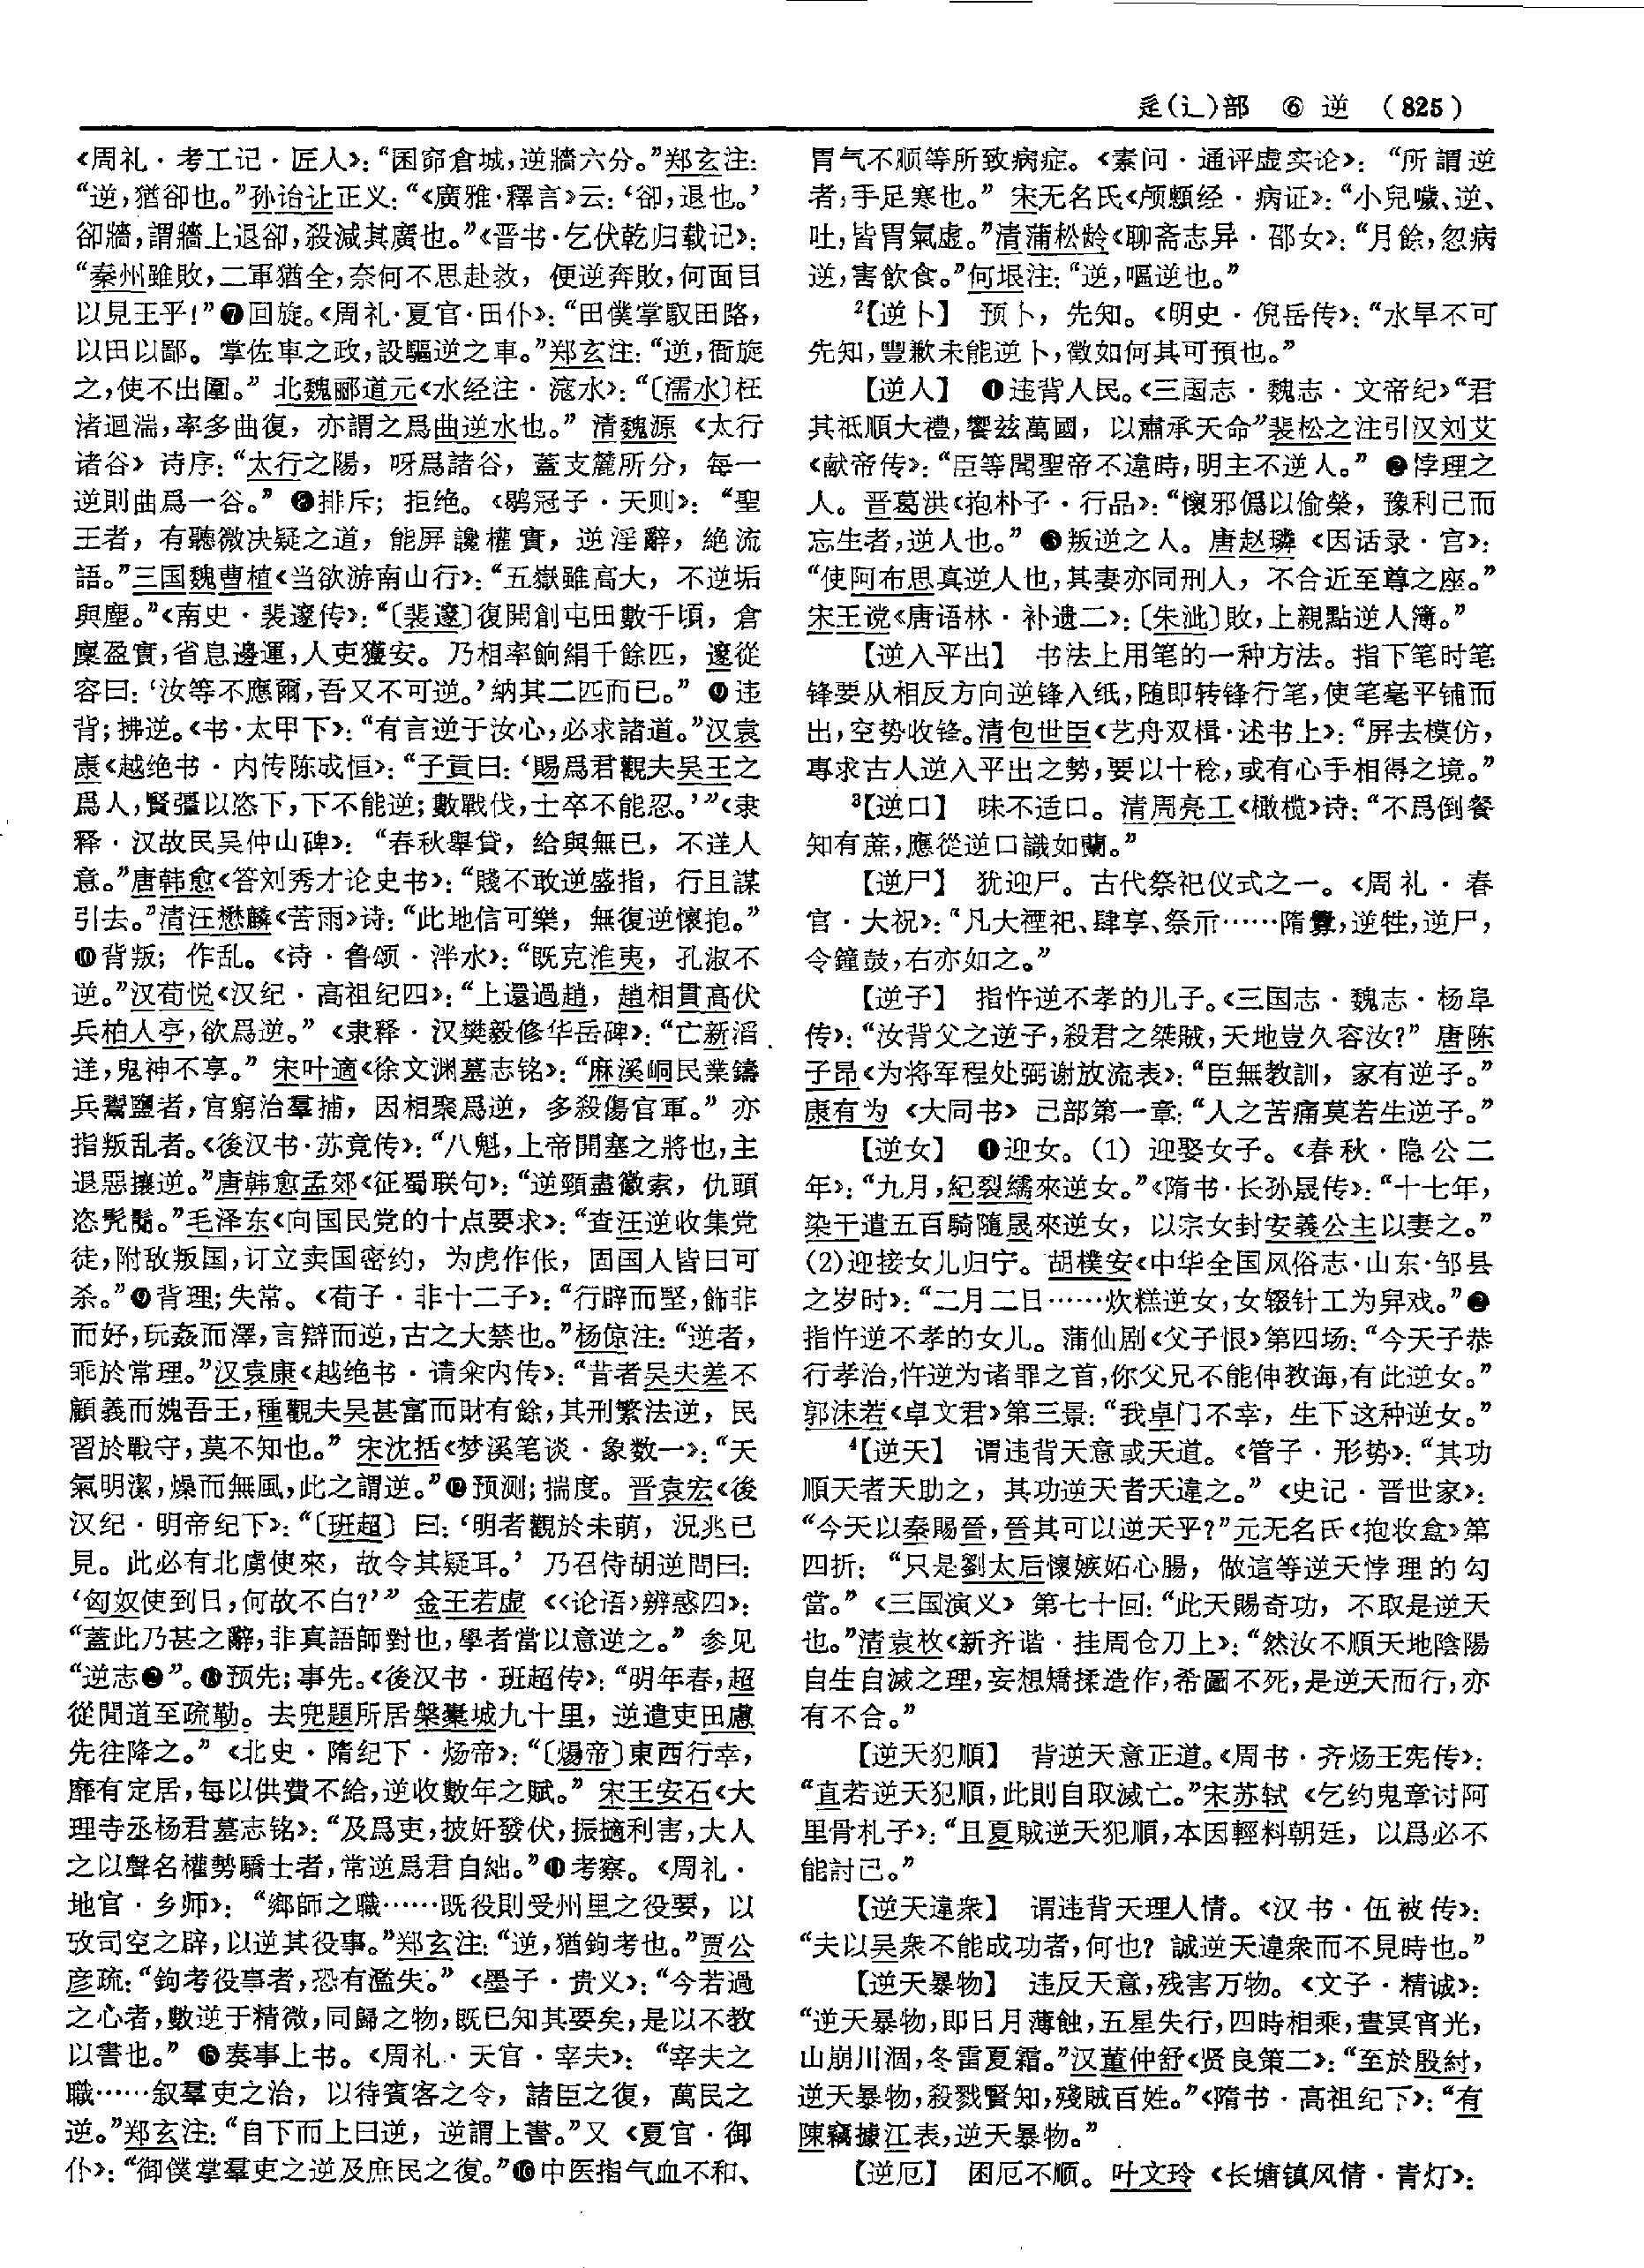 辵(辶)部 ⑥ 逆 (825)
《周礼·考工记·匠人》：“囷窌倉城，逆牆六分。”郑玄注：
“逆，猶卻也。”孙诒让正义：“《廣雅·釋言》云：‘卻，退也。’
卻牆，謂牆上退卻，殺減其廣也。”《晋书·乞伏乾归载记》：
“秦州雖敗，二軍猶全，奈何不思赴救，便逆奔敗，何面目
以見王乎！”❼回旋。《周礼·夏官·田仆》：“田僕掌馭田路，
以田以鄙。掌佐車之政，設驅逆之車。”郑玄注：“逆，衙旋
之，使不出圍。”北魏郦道元《水经注·滱水》：“〔濡水〕枉
渚迴湍，率多曲復，亦謂之爲曲逆水也。”清魏源《太行
诸谷》诗序：“太行之陽，呀爲諸谷，蓋支麓所分，每一
逆則曲爲一谷。”❽排斥；拒绝。《鹖冠子·天则》：“聖
王者，有聽微决疑之道，能屏讒權實，逆淫辭，絶流
語。”三国魏曹植《当欲游南山行》：“五嶽雖高大，不逆垢
與塵。”《南史·裴邃传》：“〔裴邃〕復開創屯田數千頃，倉
廩盈實，省息邊運，人吏獲安。乃相率餉絹千餘匹，邃從
容曰：‘汝等不應爾，吾又不可逆。’納其二匹而已。”❾违
背；拂逆。《书·太甲下》：“有言逆于汝心，必求諸道。”汉袁
康《越绝书·内传陈成恒》：“子貢曰：‘賜爲君觀夫吴王之
爲人，賢彊以恣下，下不能逆；數戰伐，士卒不能忍。’”《隶
释·汉故民吴仲山碑》：“春秋舉貸，給與無已，不逆人
意。”唐韩愈《答刘秀才论史书》：“賤不敢逆盛指，行且謀
引去。”清汪懋麟《苦雨》诗：“此地信可樂，無復逆懷抱。”
❿背叛；作乱。《诗·鲁颂·泮水》：“既克淮夷，孔淑不
逆。”汉荀悦《汉纪·高祖纪四》：“上還過趙，趙相貫高伏
兵柏人亭，欲爲逆。”《隶释·汉樊毅修华岳碑》：“亡新滔
逆，鬼神不享。”宋叶適《徐文渊墓志铭》：“麻溪峒民業鑄
兵鬻鹽者，官窮治羣捕，因相聚爲逆，多殺傷官軍。”亦
指叛乱者。《後汉书·苏竟传》：“八魁，上帝開塞之將也，主
退惡攘逆。”唐韩愈孟郊《征蜀联句》：“逆頸盡徽索，仇頭
恣髡鬝。”毛泽东《向国民党的十点要求》：“查汪逆收集党
徒，附敌叛国，订立卖国密约，为虎作伥，固国人皆曰可
杀。”⓫背理；失常。《荀子·非十二子》：“行辟而堅，飾非
而好，玩姦而澤，言辯而逆，古之大禁也。”杨倞注：“逆者，
乖於常理。”汉袁康《越绝书·请籴内传》：“昔者吴夫差不
顧義而媿吾王，種觀夫吴甚富而財有餘，其刑繁法逆，民
習於戰守，莫不知也。”宋沈括《梦溪笔谈·象数一》：“天
氣明潔，燥而無風，此之謂逆。”⓬预测；揣度。晋袁宏《後
汉纪·明帝纪下》：“〔班超〕曰：‘明者觀於未萌，況兆已
見。此必有北虜使來，故令其疑耳。’乃召侍胡逆問曰：
‘匈奴使到日，何故不白？’”金王若虚《〈论语〉辨惑四》：
“蓋此乃甚之辭，非真語師對也，學者當以意逆之。”参见
“逆志❷”。⓭预先；事先。《後汉书·班超传》：“明年春，超
從閒道至疏勒。去兜題所居槃橐城九十里，逆遣吏田慮
先往降之。”《北史·隋纪下·炀帝》：“〔煬帝〕東西行幸，
靡有定居，每以供費不給，逆收數年之賦。”宋王安石《大
理寺丞杨君墓志铭》：“及爲吏，披奸發伏，振擿利害，大人
之以聲名權勢驕士者，常逆爲君自絀。”⓮考察。《周礼·
地官·乡师》：“鄉師之職……既役則受州里之役要，以
攷司空之辟，以逆其役事。”郑玄注：“逆，猶鉤考也。”贾公
彦疏：“鉤考役事者，恐有濫失。”《墨子·贵义》：“今若過
之心者，數逆于精微，同歸之物，既已知其要矣，是以不教
以書也。”⓯奏事上书。《周礼·天官·宰夫》：“宰夫之
職……叙羣吏之治，以待賓客之令，諸臣之復，萬民之
逆。”郑玄注：“自下而上曰逆，逆謂上書。”又《夏官·御
仆》：“御僕掌羣吏之逆及庶民之復。”⓰中医指气血不和、
胃气不顺等所致病症。《素问·通评虚实论》：“所謂逆
者，手足寒也。”宋无名氏《颅顖经·病证》：“小兒噦、逆、
吐，皆胃氣虚。”清蒲松龄《聊斋志异·邵女》：“月餘，忽病
逆，害飲食。”何垠注：“逆，嘔逆也。”
²【逆卜】 预卜，先知。《明史·倪岳传》：“水旱不可
先知，豐歉未能逆卜，徵如何其可預也。”
【逆人】 ❶违背人民。《三国志·魏志·文帝纪》“君
其祗順大禮，饗兹萬國，以肅承天命”裴松之注引汉刘艾
《献帝传》：“臣等聞聖帝不違時，明主不逆人。”❷悖理之
人。晋葛洪《抱朴子·行品》：“懷邪僞以偷榮，豫利己而
忘生者，逆人也。”❸叛逆之人。唐赵璘《因话录·宫》：
“使阿布思真逆人也，其妻亦同刑人，不合近至尊之座。”
宋王谠《唐语林·补遗二》：〔朱泚〕敗，上親點逆人簿。”
【逆入平出】 书法上用笔的一种方法。指下笔时笔
锋要从相反方向逆锋入纸，随即转锋行笔，使笔毫平铺而
出，空势收锋。清包世臣《艺舟双楫·述书上》：“屏去模仿，
專求古人逆入平出之勢，要以十稔，或有心手相得之境。”
³【逆口】 味不适口。清周亮工《橄榄》诗：“不爲倒餐
知有蔗，應從逆口識如蘭。”
【逆尸】 犹迎尸。古代祭祀仪式之一。《周礼·春
官·大祝》：“凡大禋祀、肆享、祭示……隋釁，逆牲，逆尸，
令鐘鼓，右亦如之。”
【逆子】 指忤逆不孝的儿子。《三国志·魏志·杨阜
传》：“汝背父之逆子，殺君之桀賊，天地豈久容汝？”唐陈
子昂《为将军程处弼谢放流表》：“臣無教訓，家有逆子。”
康有为《大同书》己部第一章：“人之苦痛莫若生逆子。”
【逆女】 ❶迎女。(1) 迎娶女子。《春秋·隐公二
年》：“九月，紀裂繻來逆女。”《隋书·长孙晟传》：“十七年，
染干遣五百騎隨晟來逆女，以宗女封安義公主以妻之。”
(2)迎接女儿归宁。胡樸安《中华全国风俗志·山东·邹县
之岁时》：“二月二日……炊糕逆女，女辍针工为舁戏。”❷
指忤逆不孝的女儿。蒲仙剧《父子恨》第四场：“今天子恭
行孝治，忤逆为诸罪之首，你父兄不能伸教诲，有此逆女。”
郭沫若《卓文君》第三景：“我卓门不幸，生下这种逆女。”
⁴【逆天】 谓违背天意或天道。《管子·形势》：“其功
順天者天助之，其功逆天者天違之。”《史记·晋世家》：
“今天以秦賜晉，晉其可以逆天乎？”元无名氏《抱妆盒》第
四折：“只是劉太后懷嫉妬心腸，做這等逆天悖理的勾
當。”《三国演义》第七十回：“此天賜奇功，不取是逆天
也。”清袁枚《新齐谐·挂周仓刀上》：“然汝不順天地陰陽
自生自滅之理，妄想矯揉造作，希圖不死，是逆天而行，亦
有不合。”
【逆天犯順】 背逆天意正道。《周书·齐炀王宪传》：
“直若逆天犯順，此則自取滅亡。”宋苏轼《乞约鬼章讨阿
里骨札子》：“且夏賊逆天犯順，本因輕料朝廷，以爲必不
能討己。”
【逆天違衆】 谓违背天理人情。《汉书·伍被传》：
“夫以吴衆不能成功者，何也？誠逆天違衆而不見時也。”
【逆天暴物】 违反天意，残害万物。《文子·精诚》：
“逆天暴物，即日月薄蝕，五星失行，四時相乘，晝冥宵光，
山崩川涸，冬雷夏霜。”汉董仲舒《贤良策二》：“至於殷紂，
逆天暴物，殺戮賢知，殘賊百姓。”《隋书·高祖纪下》：“有
陳竊據江表，逆天暴物。”
【逆厄】 困厄不顺。叶文玲《长塘镇风情·青灯》：